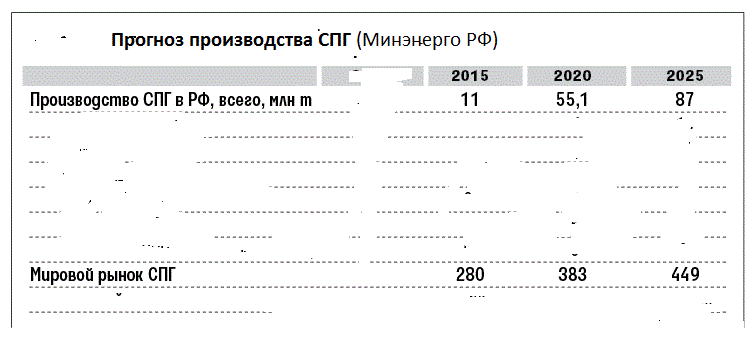 Прогноз производства СПГ (Минэнерго РФ)
2015 2020 2025
Производство СПГ в РФ, всего, млн т 11 55,1 87
Мировой рынок СПГ 280 383 449